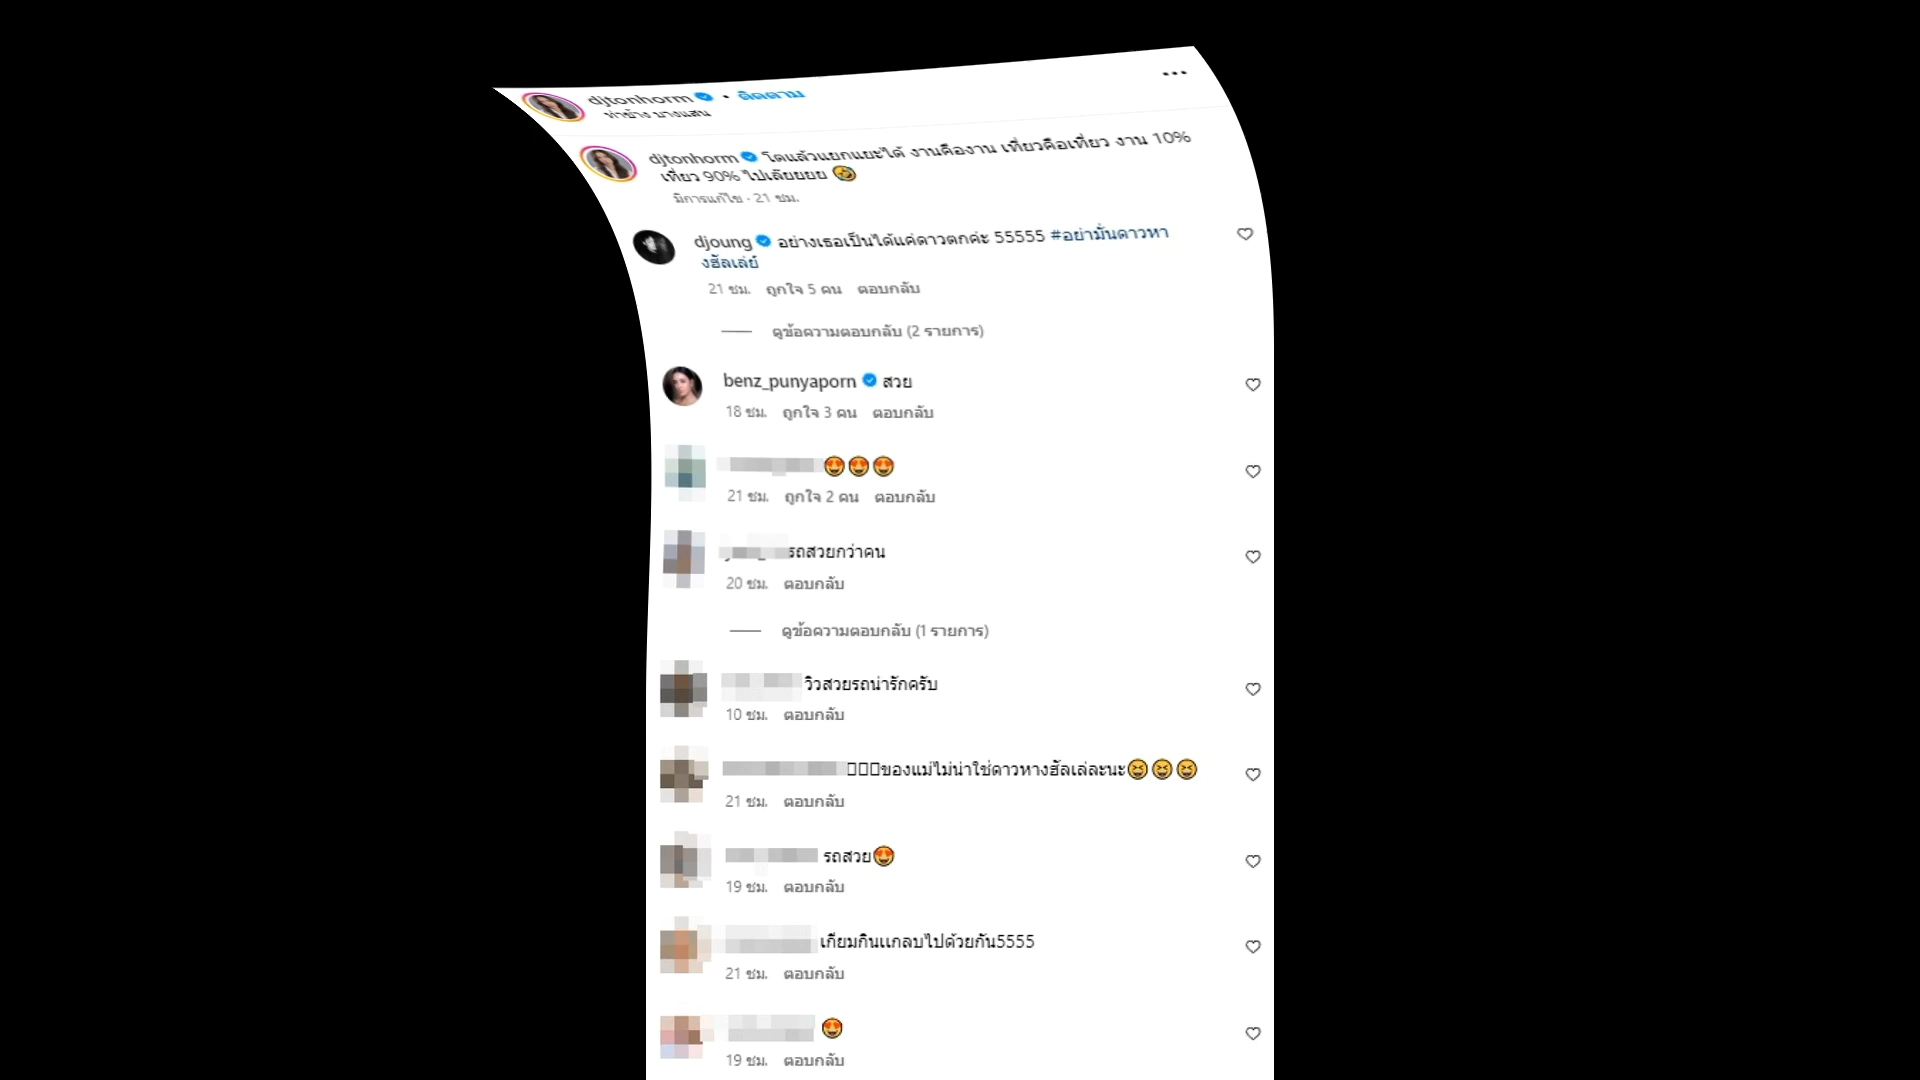 djtonhorm • ติดตาม
ท่าข้าง บางแสน
djtonhorm โตแล้วแยกแยะได้ งานคืองาน เที่ยวคือเที่ยว งาน 10%
เที่ยว 90% ไปเล๊ยยยย 🤣
มีการแก้ไข · 21 ชม.
djoung อย่างเธอเป็นได้แค่ดาวตกค่ะ 55555 #อย่ามั่นดาวหา
งฮัลเล่ย์
21 ชม. ถูกใจ 5 คน ตอบกลับ
ดูข้อความตอบกลับ (2 รายการ)
benz_punyaporn สวย
18 ชม. ถูกใจ 3 คน ตอบกลับ
😍😍😍
21 ชม. ถูกใจ 2 คน ตอบกลับ
รถสวยกว่าคน
20 ชม. ตอบกลับ
ดูข้อความตอบกลับ (1 รายการ)
วิวสวยรถน่ารักครับ
10 ชม. ตอบกลับ
▯▯▯ของแม่ไม่น่าใช่ดาวหางฮัลเล่ละนะ😆😆😆
21 ชม. ตอบกลับ
รถสวย😍
19 ชม. ตอบกลับ
เกียมกินแกลบไปด้วยกัน5555
21 ชม. ตอบกลับ
😍
19 ชม. ตอบกลับ